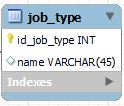 job_type
id_job_type INT
name VARCHAR(45)
Indexes